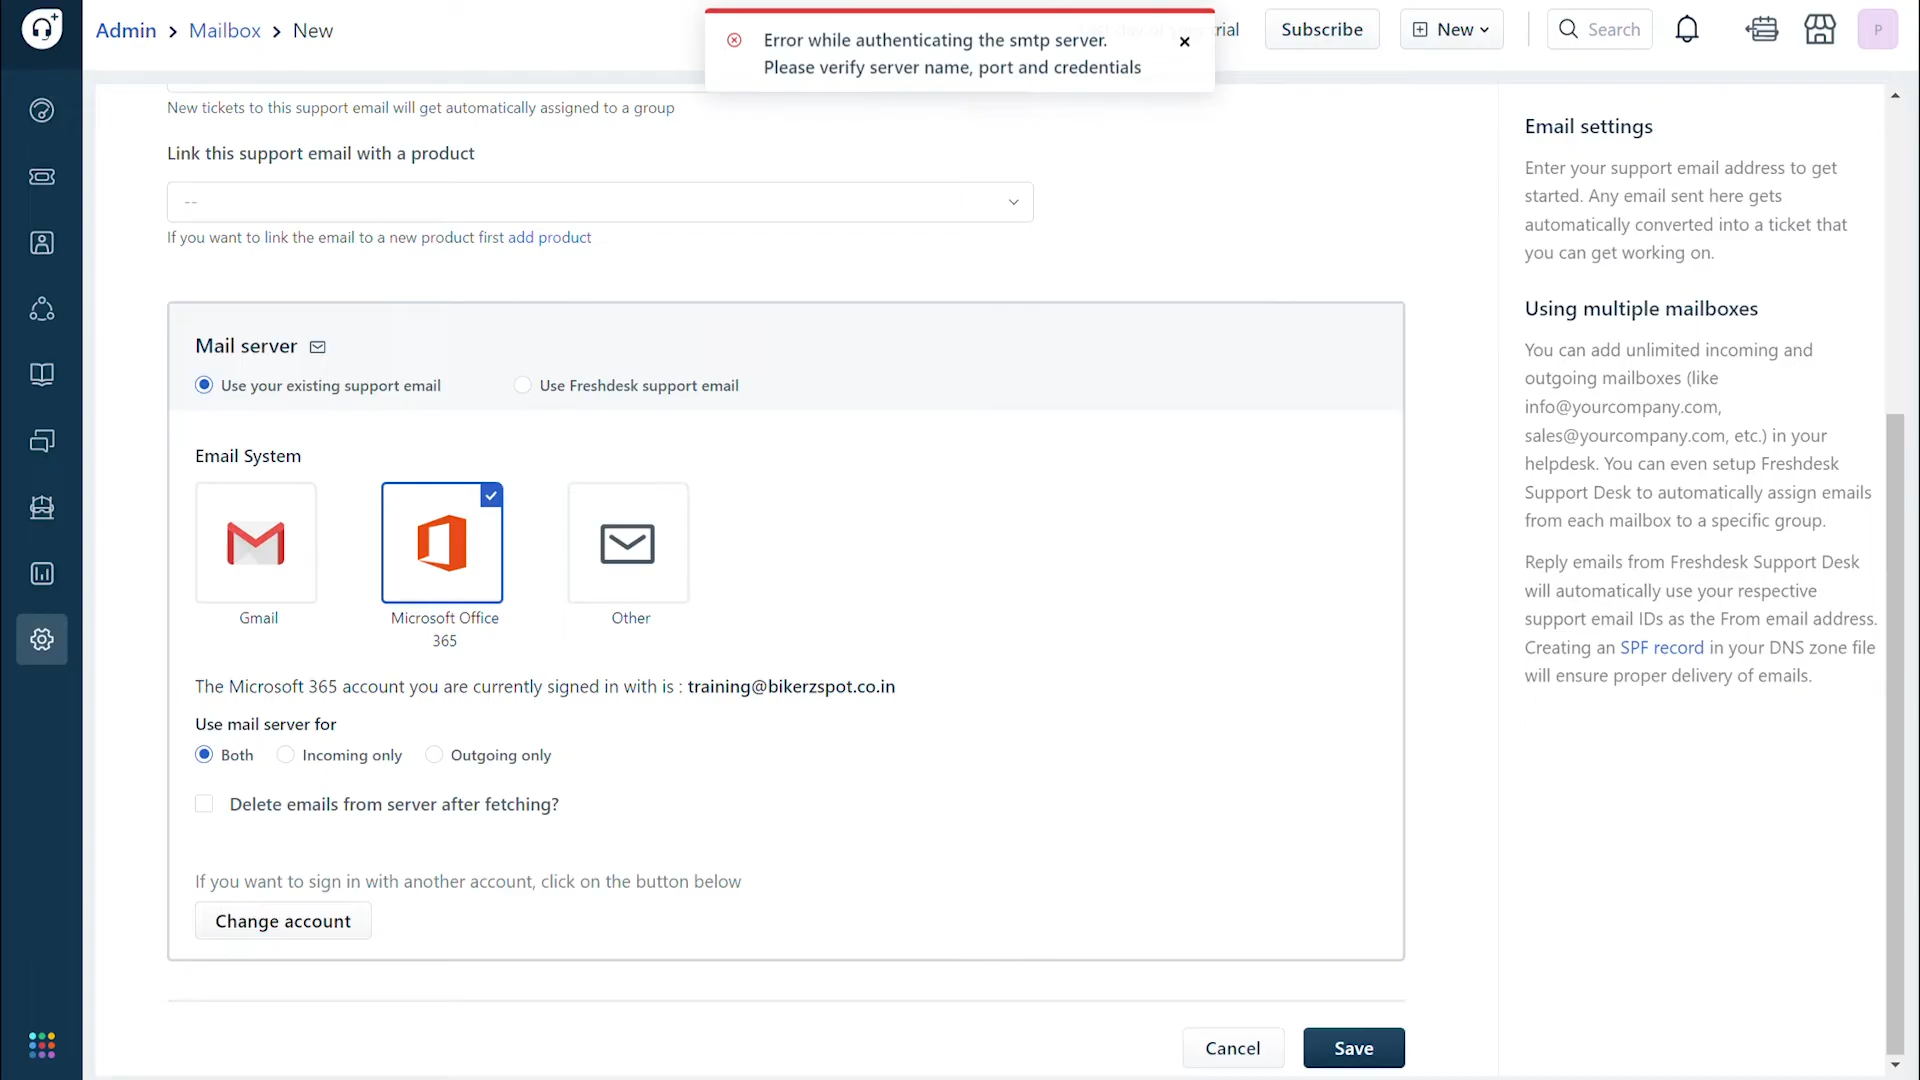 Admin > Mailbox > New
Error while authenticating the smtp server.
Please verify server name, port and credentials
rial
Subscribe
New
Search
P
New tickets to this support email will get automatically assigned to a group
Link this support email with a product
--
If you want to link the email to a new product first add product
Mail server
Use your existing support email
Use Freshdesk support email
Email System
Gmail
Microsoft Office
365
Other
The Microsoft 365 account you are currently signed in with is : training@bikerzspot.co.in
Use mail server for
Both
Incoming only
Outgoing only
Delete emails from server after fetching?
If you want to sign in with another account, click on the button below
Change account
Cancel
Save
Email settings
Enter your support email address to get
started. Any email sent here gets
automatically converted into a ticket that
you can get working on.
Using multiple mailboxes
You can add unlimited incoming and
outgoing mailboxes (like
info@yourcompany.com,
sales@yourcompany.com, etc.) in your
helpdesk. You can even setup Freshdesk
Support Desk to automatically assign emails
from each mailbox to a specific group.
Reply emails from Freshdesk Support Desk
will automatically use your respective
support email IDs as the From email address.
Creating an SPF record in your DNS zone file
will ensure proper delivery of emails.